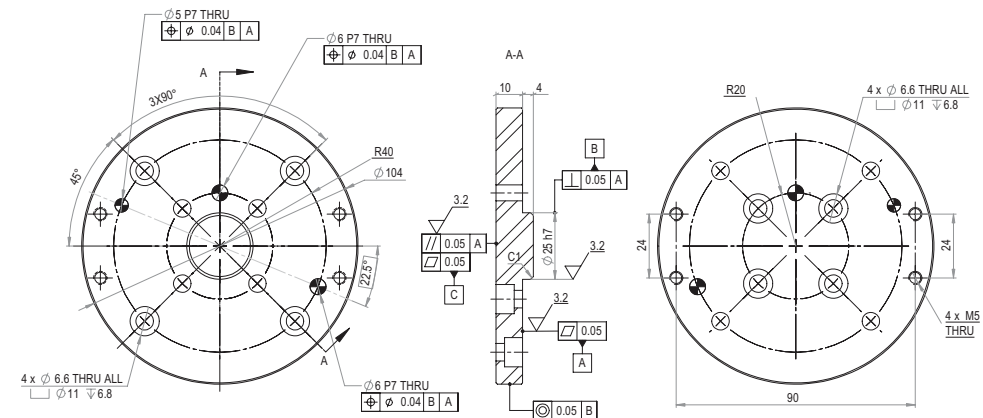 ∅5 P7 THRU
⌖ ∅ 0.04 B A
∅6 P7 THRU
⌖ ∅ 0.04 B A
A
3X90°
45°
R40
∅ 104
22.5°
A
4 x ∅ 6.6 THRU ALL
⌴ ∅ 11 ↧ 6.8
∅6 P7 THRU
⌖ ∅ 0.04 B A
A-A
10
4
B
⟂ 0.05 A
3.2
// 0.05 A
⏥ 0.05
C
∅ 25 h7
3.2
C1
3.2
⏥ 0.05
A
◎ 0.05 B
R20
4 x ∅ 6.6 THRU ALL
⌴ ∅ 11 ↧ 6.8
24
24
4 x M5
THRU
90